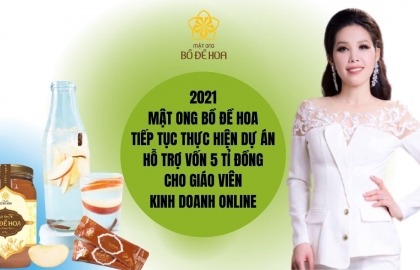 MẬT ONG
BỒ ĐỀ HOA
2021
MẬT ONG BỒ ĐỀ HOA
TIẾP TỤC THỰC HIỆN DỰ ÁN
HỖ TRỢ VỐN 5 TỈ ĐỒNG
CHO GIÁO VIÊN
KINH DOANH ONLINE